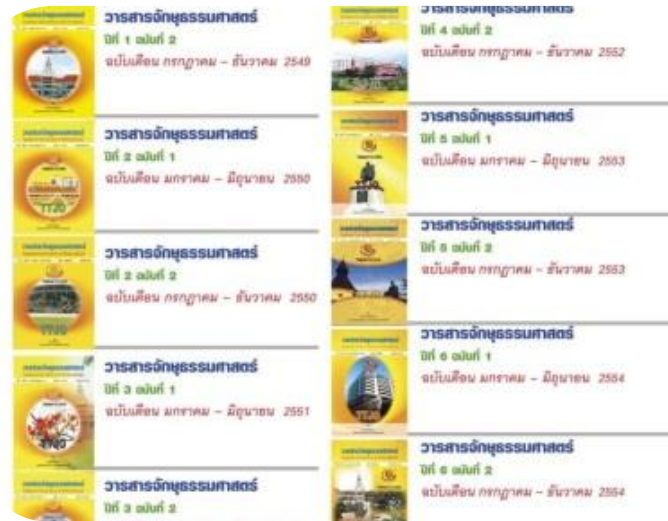 วารสารจักษุธรรมศาสตร์
ปีที่ 1 ฉบับที่ 2
ฉบับเดือน กรกฎาคม – ธันวาคม 2549
วารสารจักษุธรรมศาสตร์
ปีที่ 2 ฉบับที่ 1
ฉบับเดือน มกราคม – มิถุนายน 2550
วารสารจักษุธรรมศาสตร์
ปีที่ 2 ฉบับที่ 2
ฉบับเดือน กรกฎาคม – ธันวาคม 2550
วารสารจักษุธรรมศาสตร์
ปีที่ 3 ฉบับที่ 1
ฉบับเดือน มกราคม – มิถุนายน 2551
วารสารจักษุธรรมศาสตร์
ปีที่ 3 ฉบับที่ 2
วารสารจักษุธรรมศาสตร์
ปีที่ 4 ฉบับที่ 2
ฉบับเดือน กรกฎาคม – ธันวาคม 2552
วารสารจักษุธรรมศาสตร์
ปีที่ 5 ฉบับที่ 1
ฉบับเดือน มกราคม – มิถุนายน 2553
วารสารจักษุธรรมศาสตร์
ปีที่ 5 ฉบับที่ 2
ฉบับเดือน กรกฎาคม – ธันวาคม 2553
วารสารจักษุธรรมศาสตร์
ปีที่ 6 ฉบับที่ 1
ฉบับเดือน มกราคม – มิถุนายน 2554
วารสารจักษุธรรมศาสตร์
ปีที่ 6 ฉบับที่ 2
ฉบับเดือน กรกฎาคม – ธันวาคม 2554